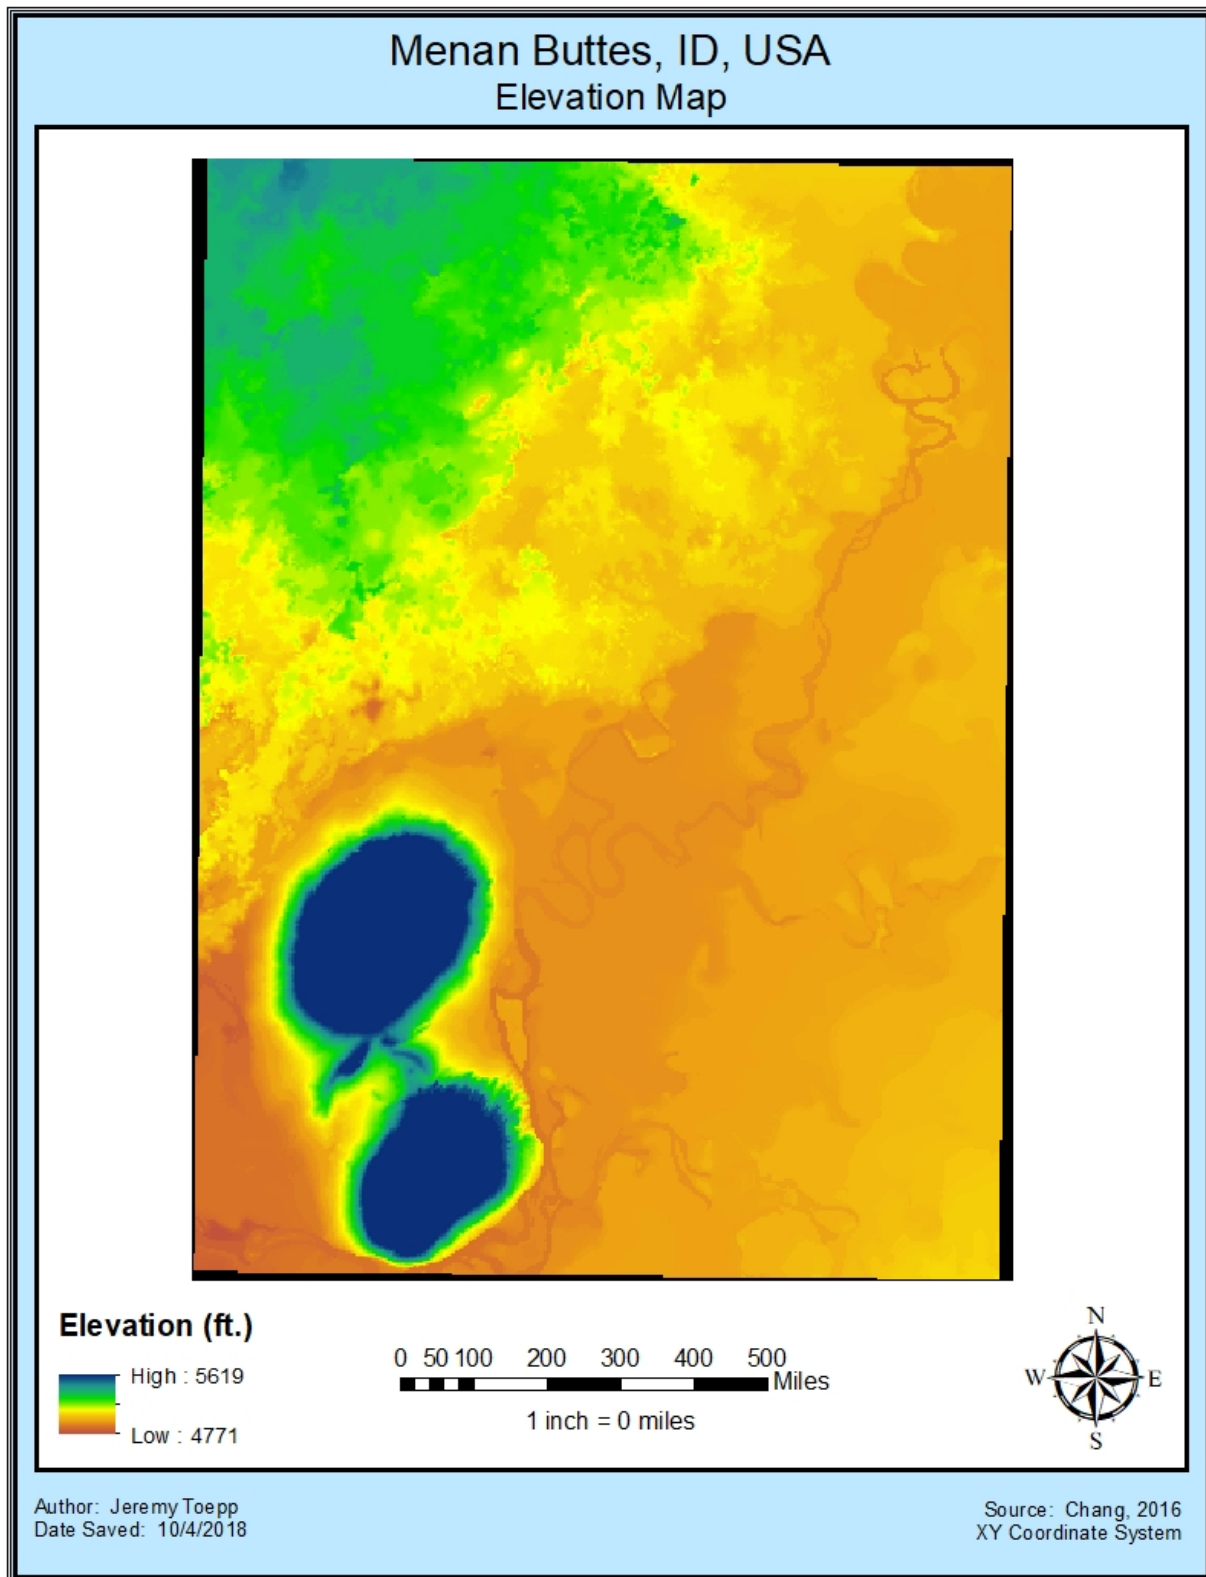 Menan Buttes, ID, USA
Elevation Map
Elevation (ft.)
High : 5619
Low : 4771
0 50 100 200 300 400 500
Miles
1 inch = 0 miles
N
W E
S
Author: Jeremy Toepp
Date Saved: 10/4/2018
Source: Chang, 2016
XY Coordinate System